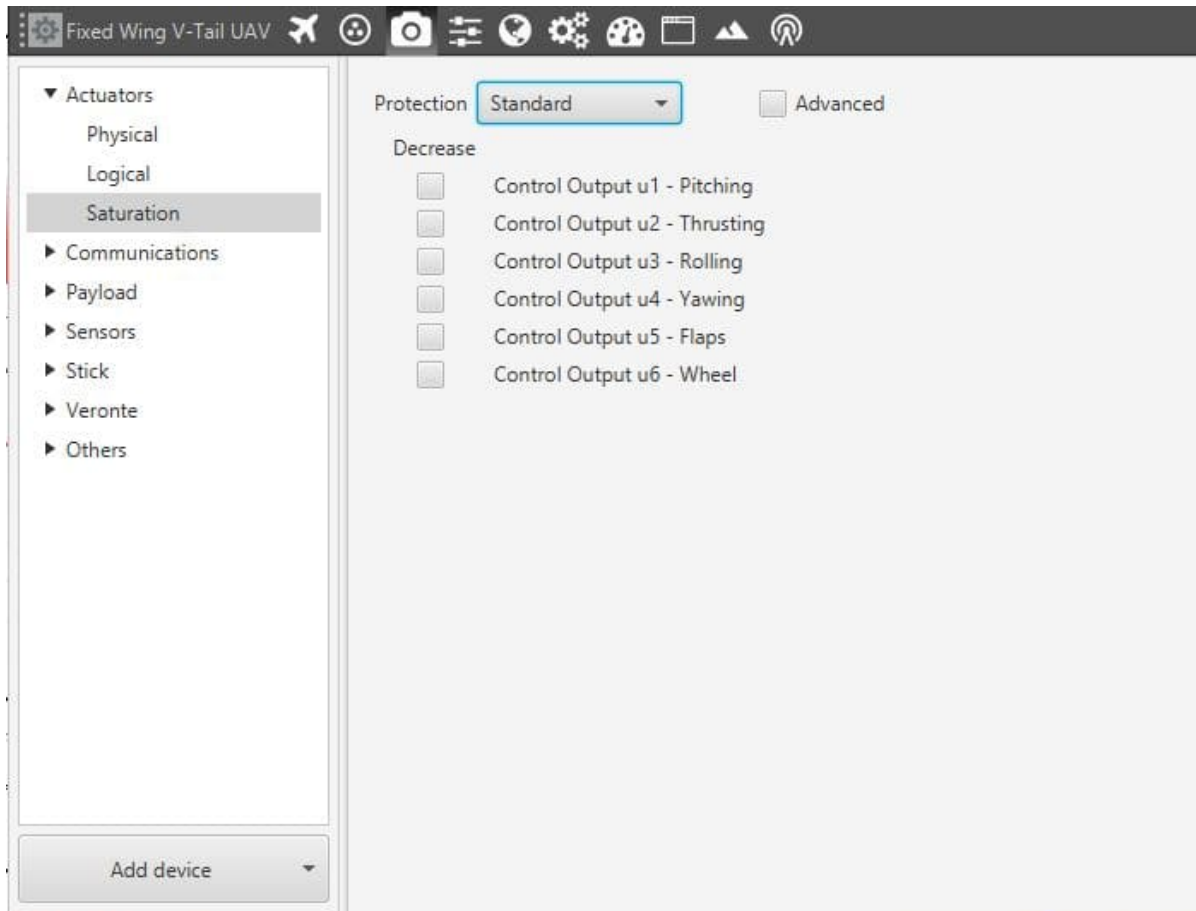 Fixed Wing V-Tail UAV
Actuators
Physical
Logical
Saturation
Communications
Payload
Sensors
Stick
Veronte
Others
Add device
Protection Standard Advanced
Decrease
Control Output u1 - Pitching
Control Output u2 - Thrusting
Control Output u3 - Rolling
Control Output u4 - Yawing
Control Output u5 - Flaps
Control Output u6 - Wheel